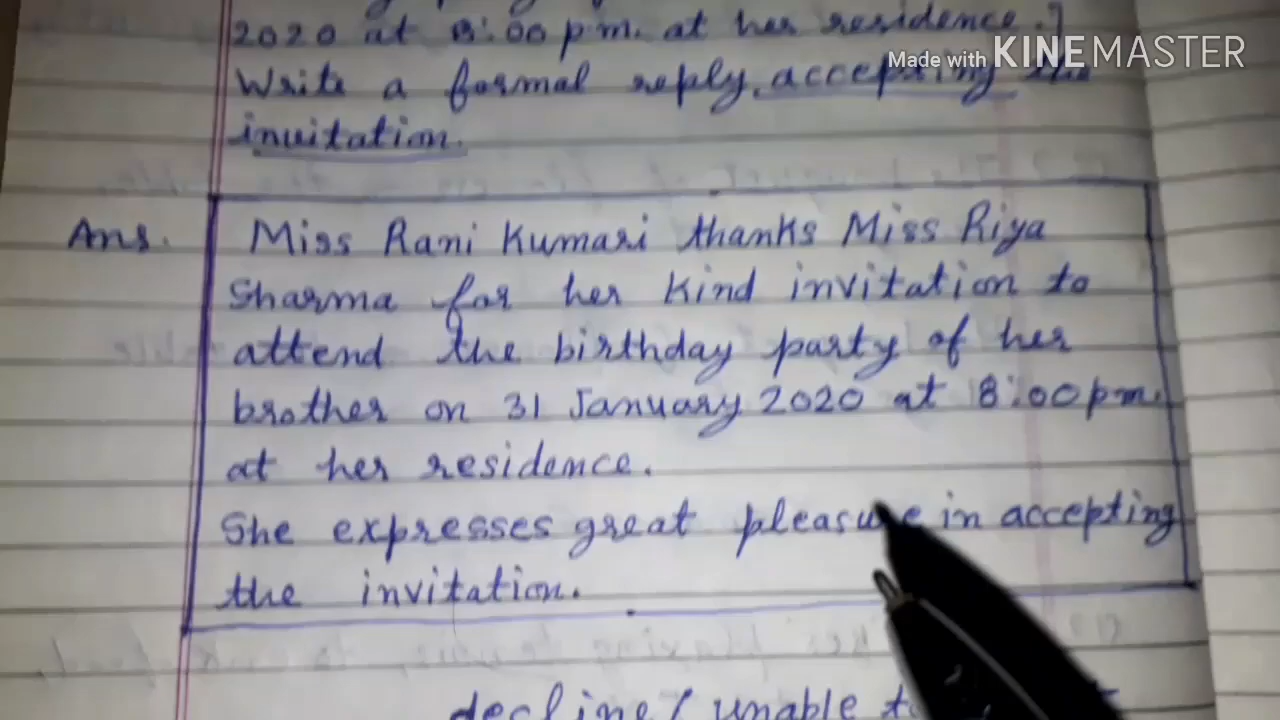 2020 at 8:00 p.m. at her residence.]
Made with KINEMASTER
Write a formal reply, accepting the
invitation.
Ans. Miss Rani Kumari thanks Miss Riya
Sharma for her kind invitation to
attend the birthday party of her
brother on 31 January 2020 at 8:00 pm.
at her residence.
She expresses great pleasure in accepting
the invitation.
decline / unable